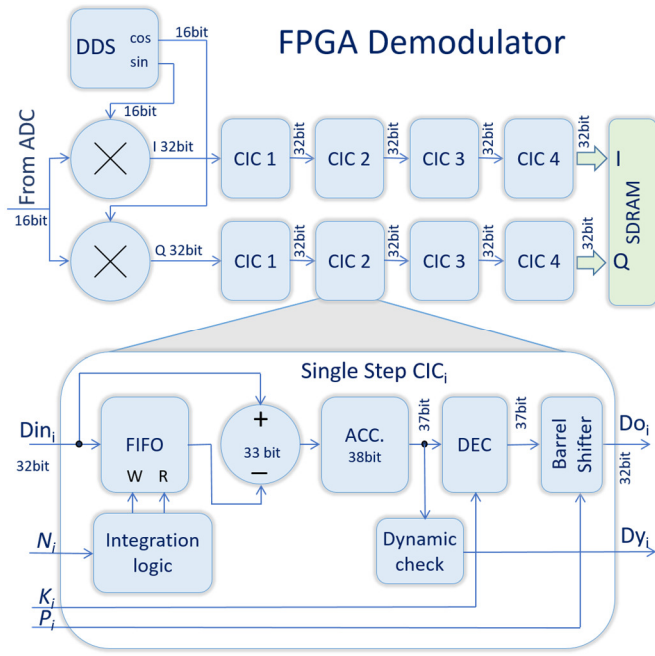 FPGA Demodulator
DDS
cos
sin
16bit
16bit
From ADC
16bit
I 32bit
CIC 1
32bit
CIC 2
32bit
CIC 3
32bit
CIC 4
32bit
I
Q 32bit
CIC 1
32bit
CIC 2
32bit
CIC 3
32bit
CIC 4
32bit
Q
SDRAM
Single Step CICi
Dini
32bit
FIFO
W R
+
33 bit
−
ACC.
38bit
37bit
DEC
37bit
Barrel
Shifter
Doi
32bit
Ni
Integration
logic
Dynamic
check
Dyi
Ki
Pi